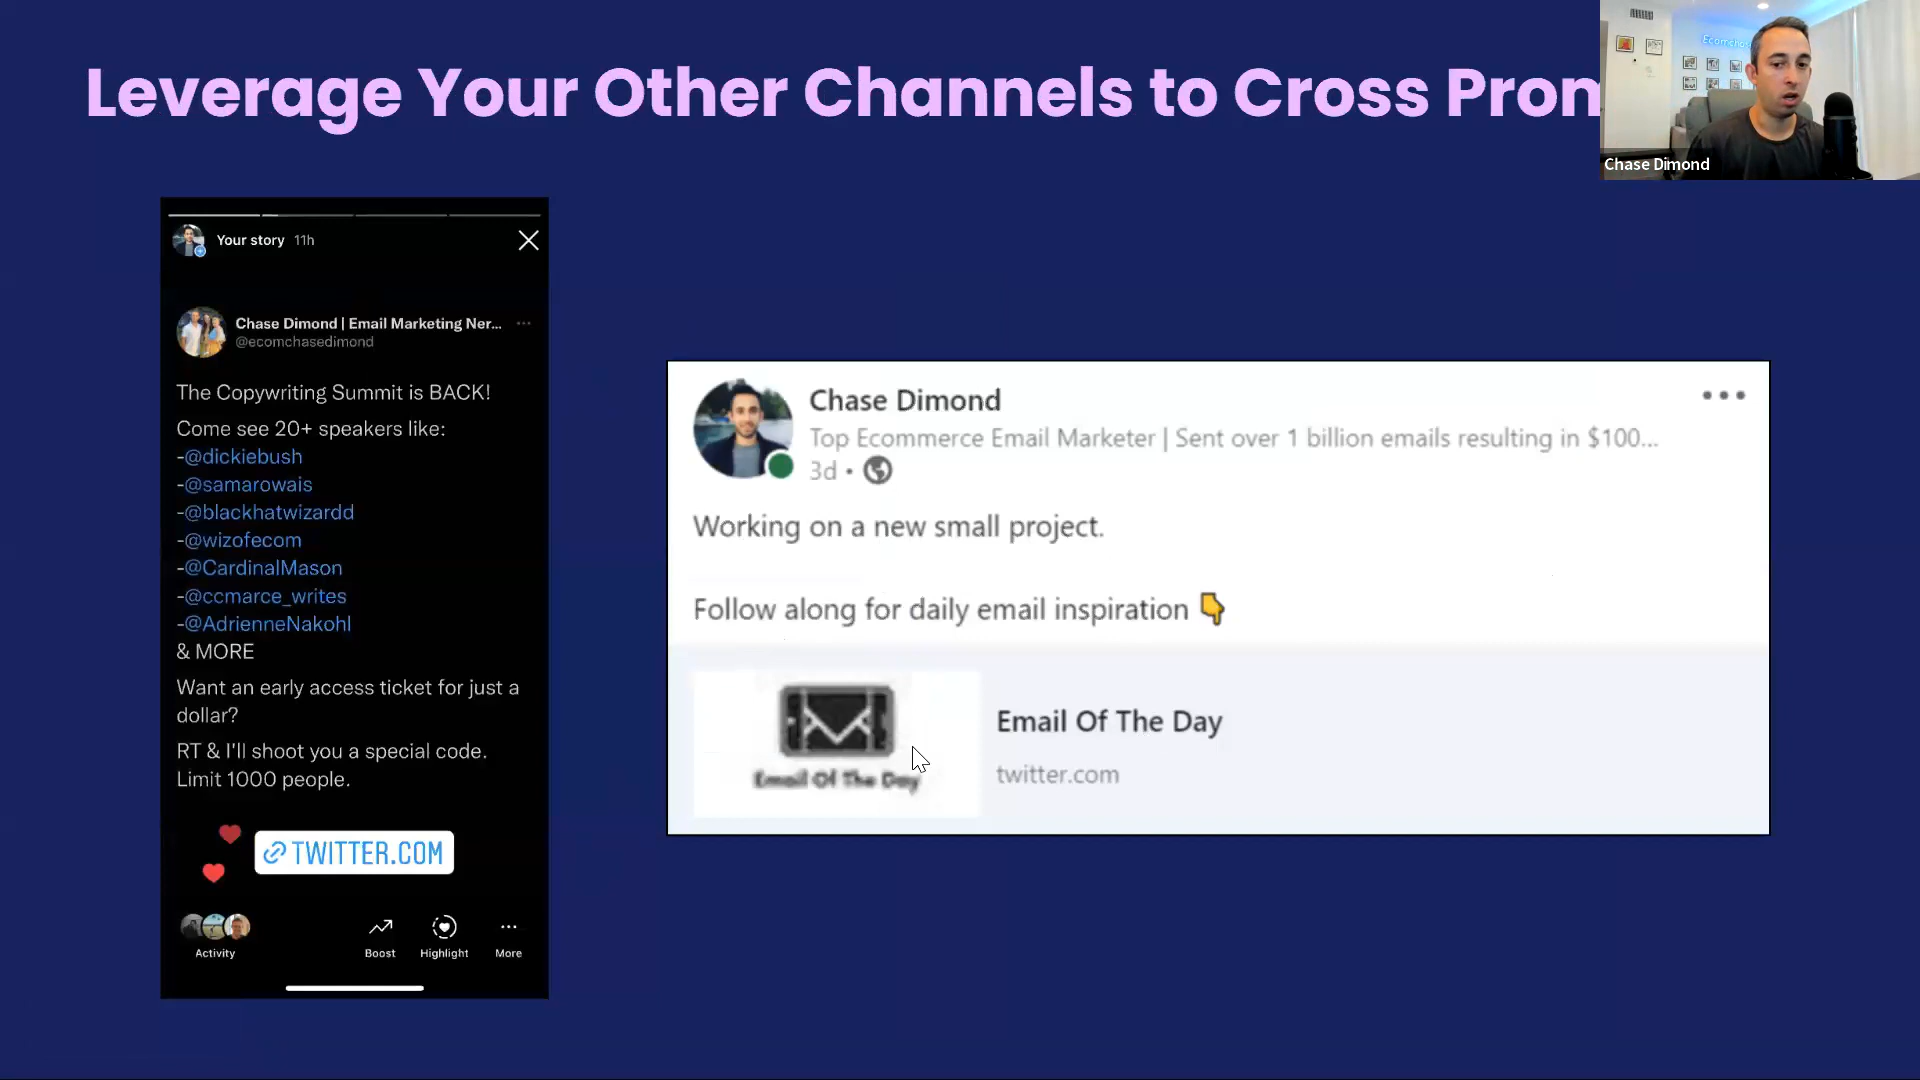 Leverage Your Other Channels to Cross Prom
Ecomchas
Chase Dimond
Your story 11h
Chase Dimond | Email Marketing Ner...
@ecomchasedimond
The Copywriting Summit is BACK!
Come see 20+ speakers like:
-@dickiebush
-@samarowais
-@blackhatwizardd
-@wizofecom
-@CardinalMason
-@ccmarce_writes
-@AdrienneNakohl
& MORE
Want an early access ticket for just a
dollar?
RT & I'll shoot you a special code.
Limit 1000 people.
TWITTER.COM
Activity
Boost
Highlight
More
Chase Dimond
Top Ecommerce Email Marketer | Sent over 1 billion emails resulting in $100...
3d •
Working on a new small project.
Follow along for daily email inspiration 👇
Email Of The Day
Email Of The Day
twitter.com